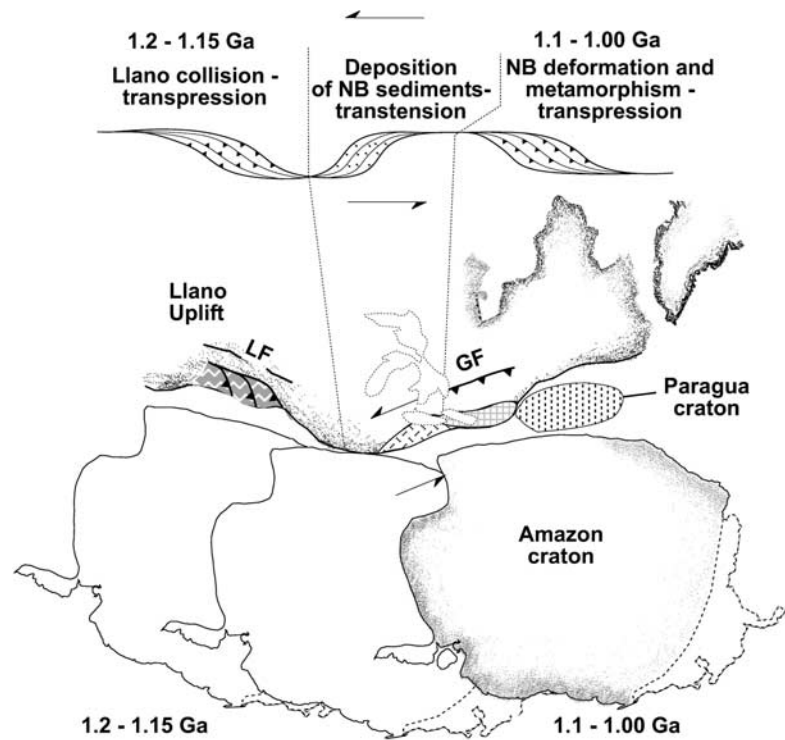 1.2 - 1.15 Ga
Llano collision -
transpression
Deposition
of NB sediments-
transtension
1.1 - 1.00 Ga
NB deformation and
metamorphism -
transpression
Llano
Uplift
LF
GF
Paragua
craton
Amazon
craton
1.2 - 1.15 Ga
1.1 - 1.00 Ga